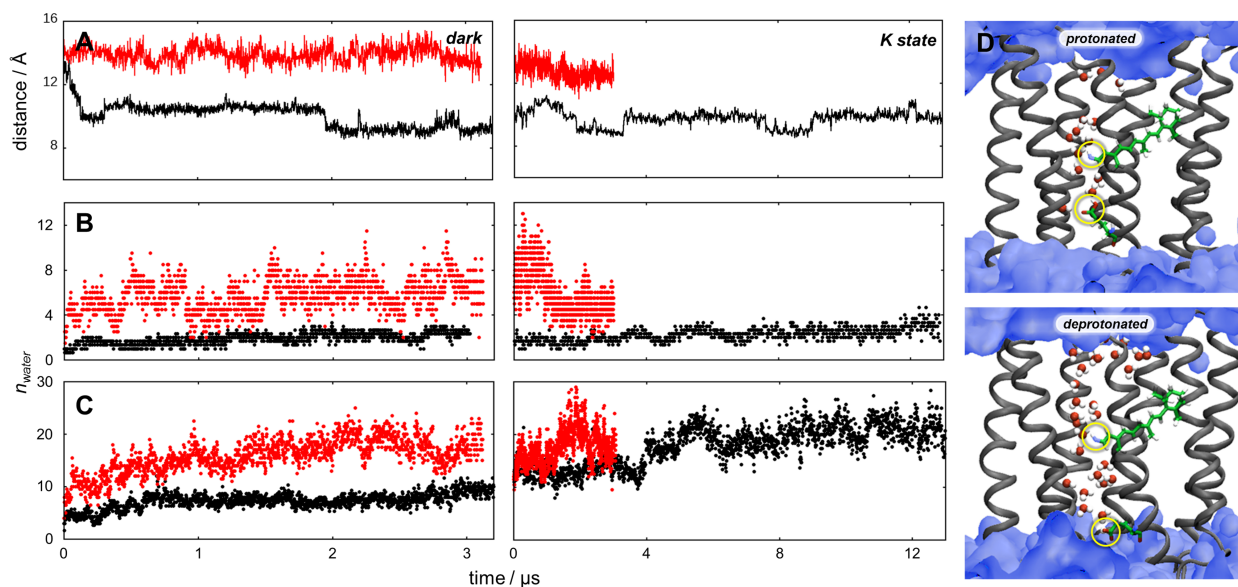 A
dark
K state
D
protonated
16
12
8
distance / Å
B
12
8
4
0
n_water
C
deprotonated
30
20
10
0
0 1 2 3
0 4 8 12
time / µs